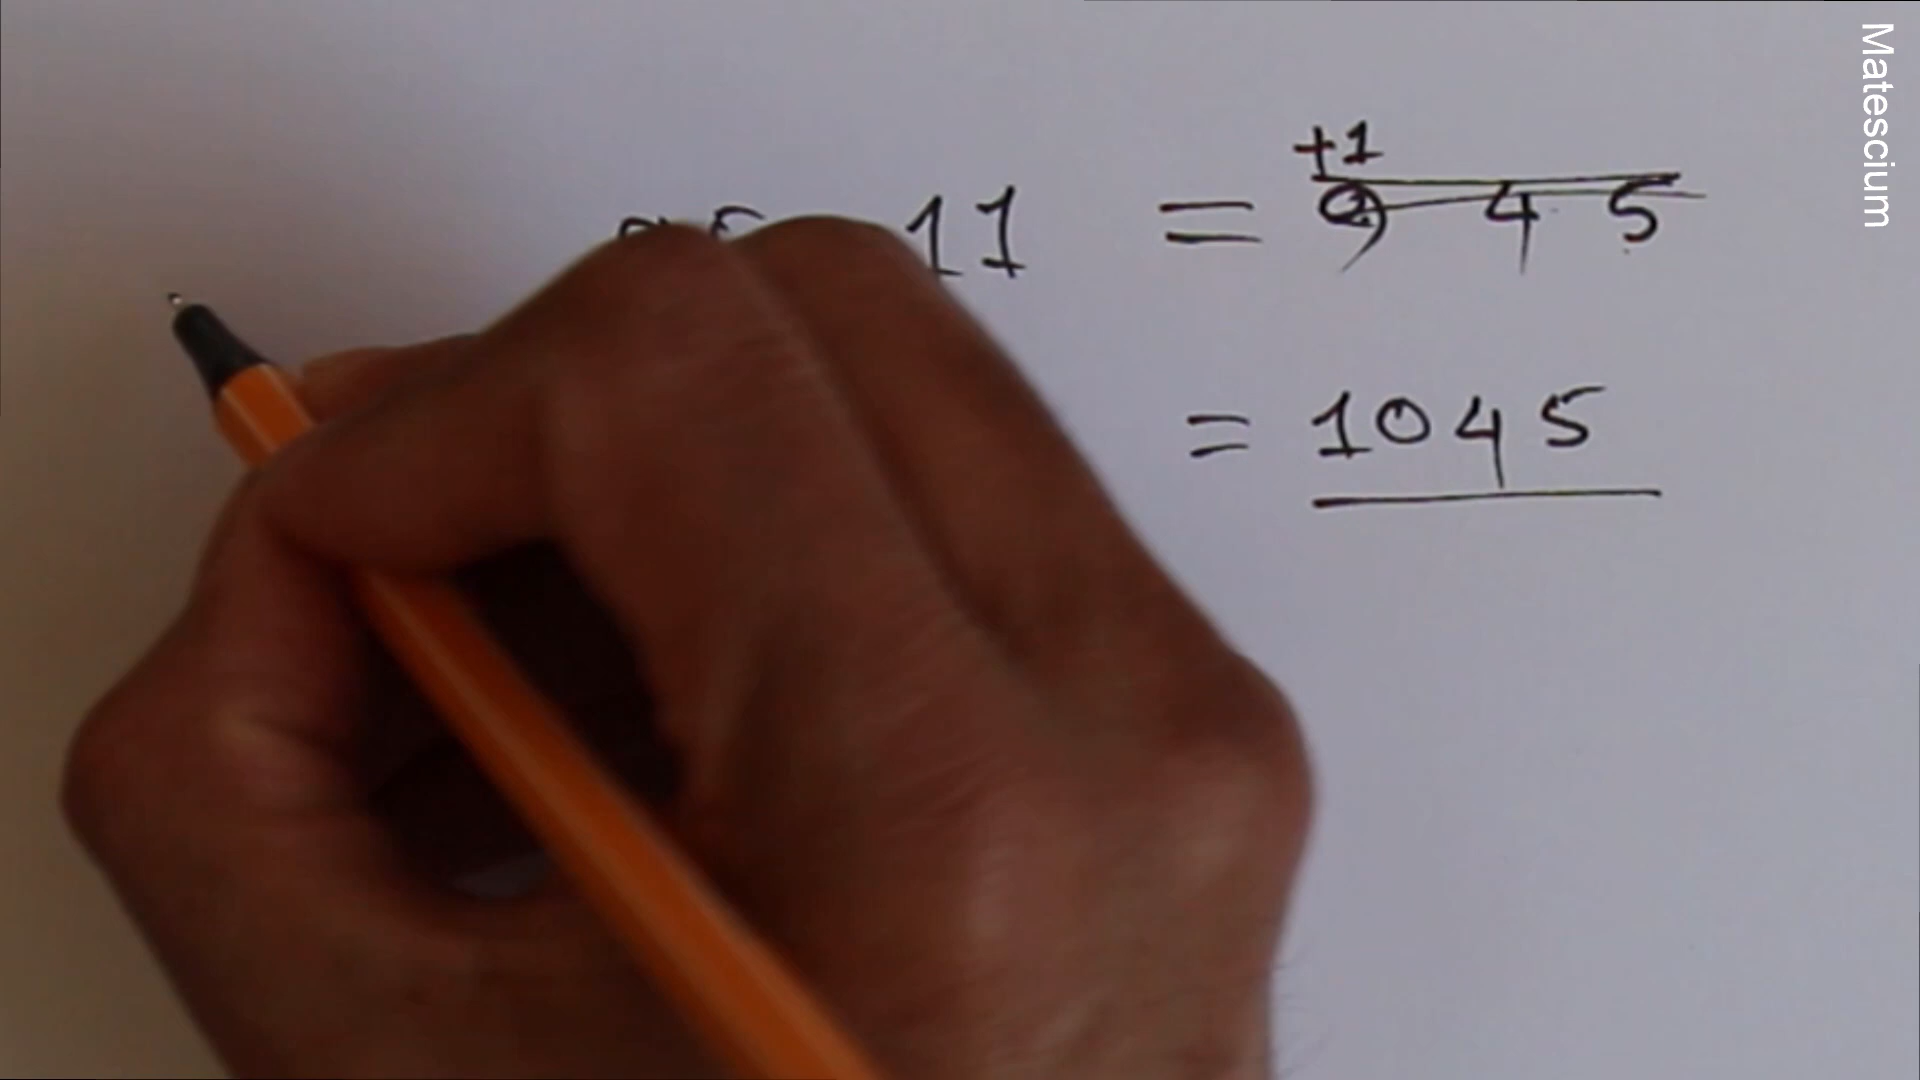 +1
11 = 9 4 5
= 1045
Matescium